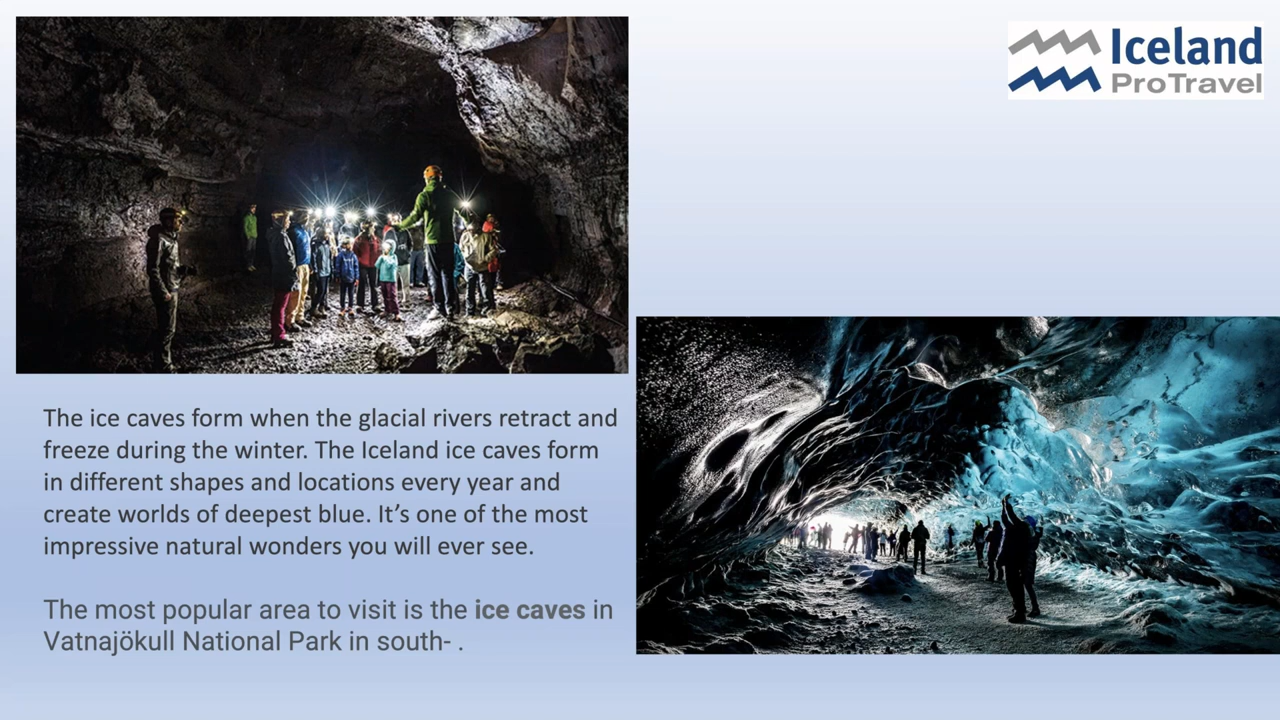 Iceland
ProTravel
The ice caves form when the glacial rivers retract and
freeze during the winter. The Iceland ice caves form
in different shapes and locations every year and
create worlds of deepest blue. It’s one of the most
impressive natural wonders you will ever see.
The most popular area to visit is the ice caves in
Vatnajökull National Park in south- .